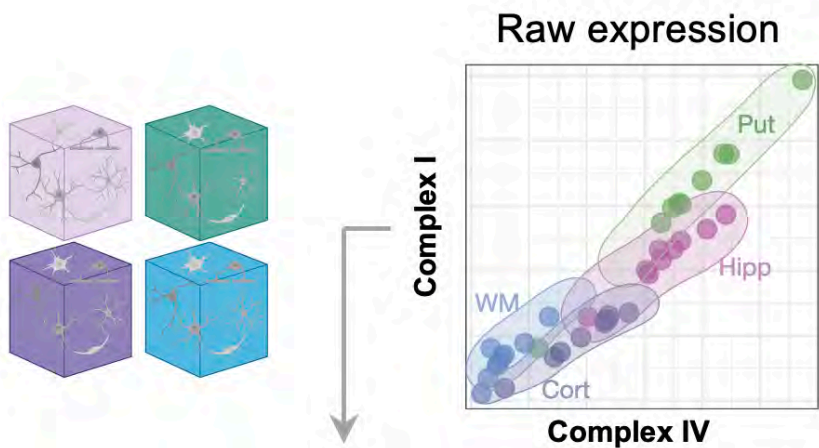 Raw expression
Put
Complex I
Hipp
WM
Cort
Complex IV